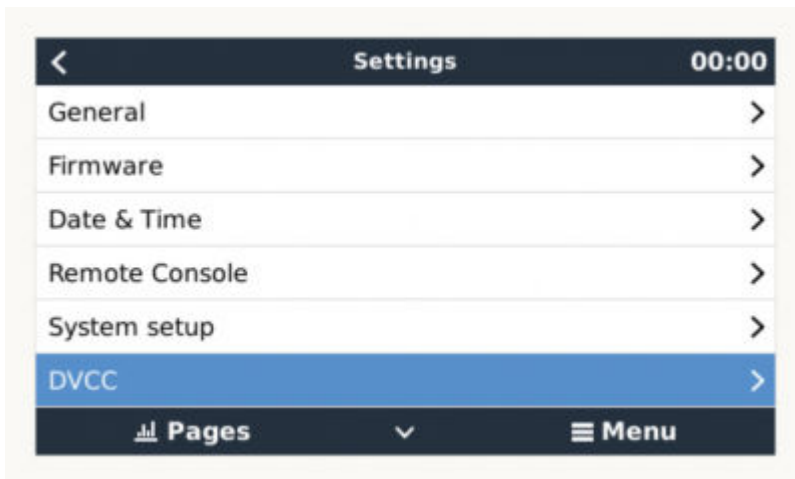 Settings 00:00
General
Firmware
Date & Time
Remote Console
System setup
DVCC
Pages Menu